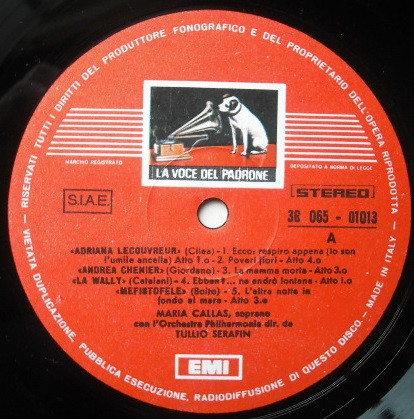 RISERVATI TUTTI I DIRITTI DEL PRODUTTORE FONOGRAFICO E DEL PROPRIETARIO DELL'OPERA RIPRODOTTA
LA VOCE DEL PADRONE
MARCHIO REGISTRATO
DEPOSITATO A NORMA DI LEGGE
S.I.A.E.
STEREO
3C 065 - 01013
A
«ADRIANA LECOUVREUR» (Cilea) - 1. Ecco: respiro appena (Io son
l'umile ancella) Atto 1.o - 2. Poveri fiori - Atto 4.o
«ANDREA CHENIER» (Giordano) - 3. La mamma morta - Atto 3.o
«LA WALLY» (Catalani) - 4. Ebben?... ne andrò lontana - Atto 1.o
«MEFISTOFELE» (Boito) - 5. L'altra notte in
fondo al mare - Atto 3.o
MARIA CALLAS, soprano
con l'Orchestra Philharmonia dir. da
TULLIO SERAFIN
EMI
VIETATA DUPLICAZIONE, PUBBLICA ESECUZIONE, RADIODIFFUSIONE DI QUESTO DISCO - MADE IN ITALY -